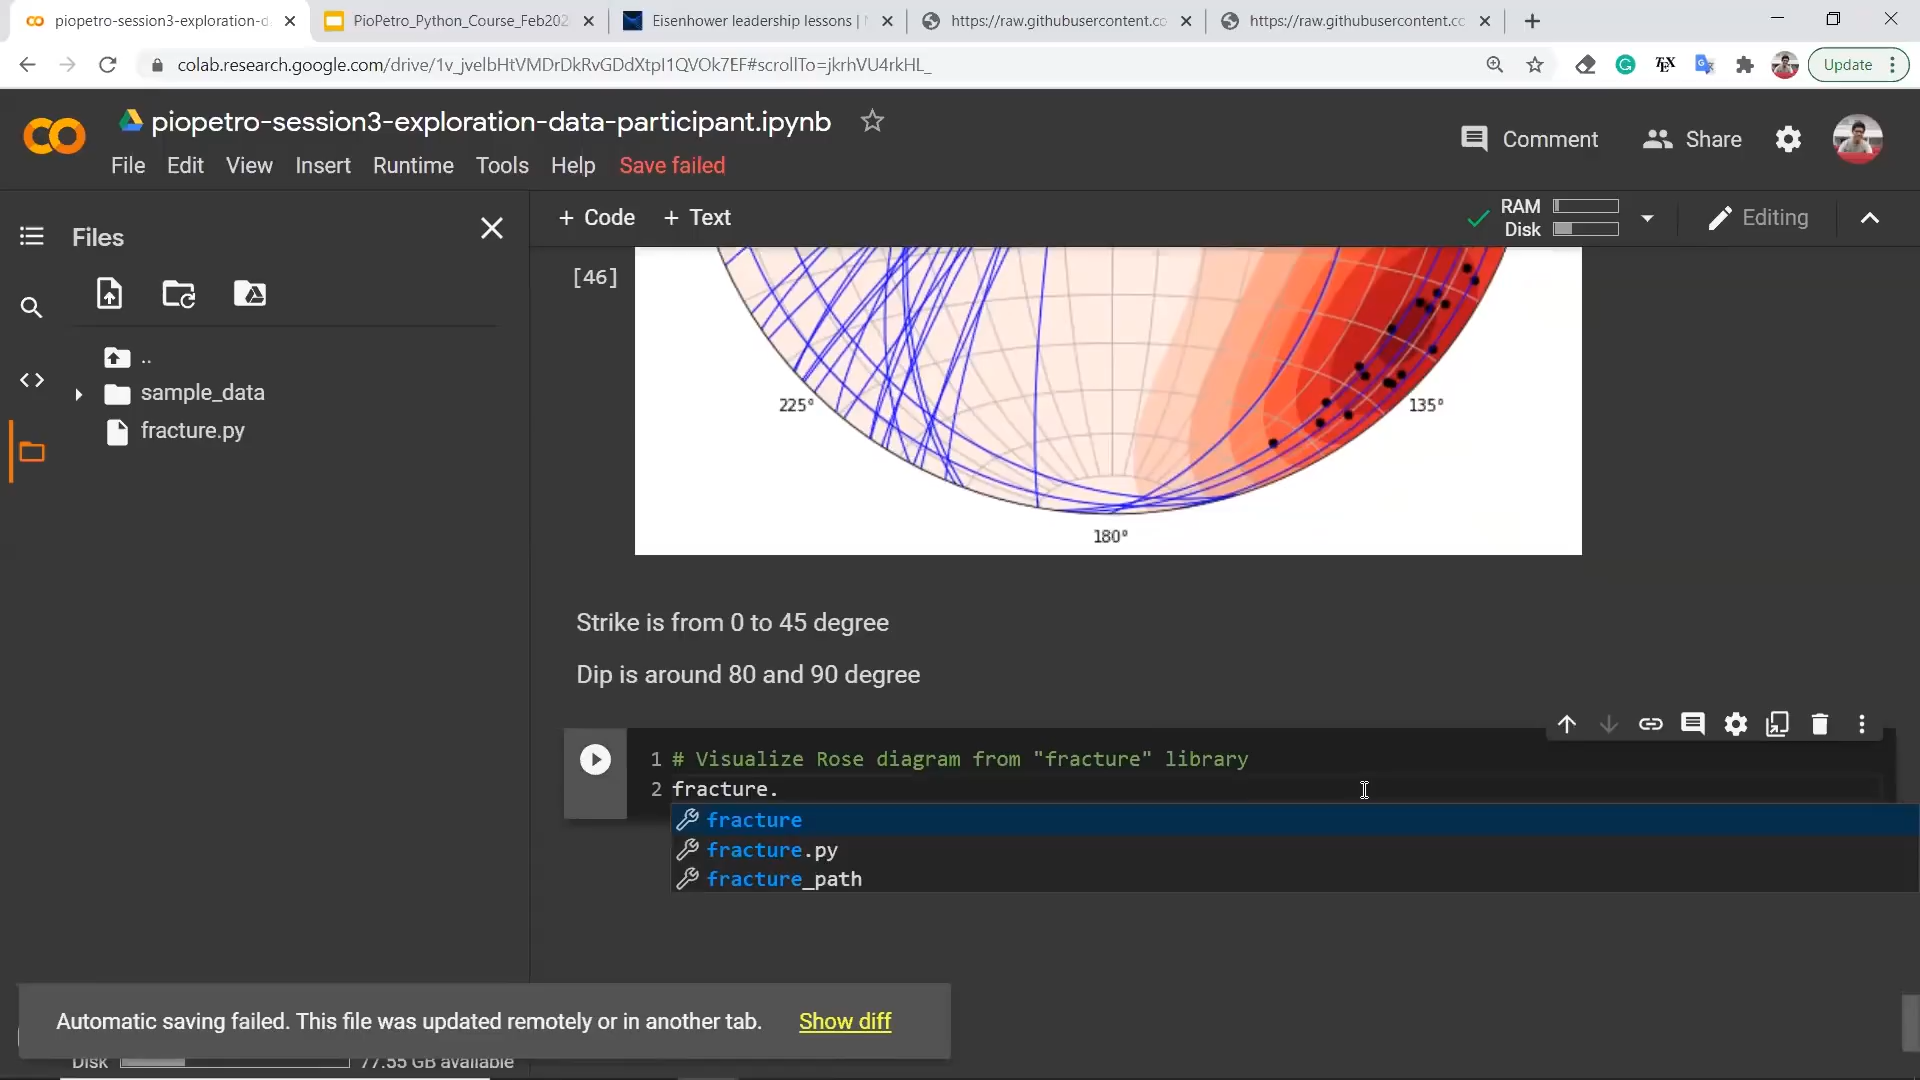 piopetro-session3-exploration-d
PioPetro_Python_Course_Feb202
Eisenhower leadership lessons |
https://raw.githubusercontent.co
https://raw.githubusercontent.cc
colab.research.google.com/drive/1v_jvelbHtVMDrDkRvGDdXtpI1QVOk7EF#scrollTo=jkrhVU4rkHL_
Update
piopetro-session3-exploration-data-participant.ipynb
Comment
Share
File Edit View Insert Runtime Tools Help Save failed
Files
+ Code + Text
RAM
Disk
Editing
..
sample_data
fracture.py
[46]
225°
135°
180°
Strike is from 0 to 45 degree
Dip is around 80 and 90 degree
1 # Visualize Rose diagram from "fracture" library
2 fracture.
fracture
fracture.py
fracture_path
Automatic saving failed. This file was updated remotely or in another tab. Show diff
Disk 77.55 GB available